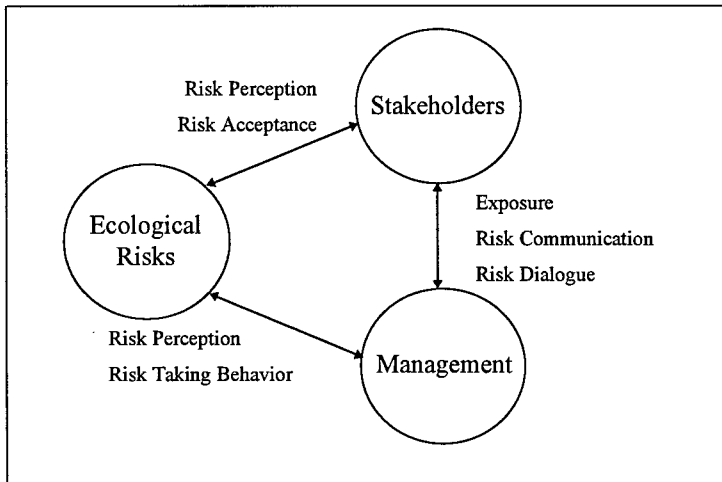 Risk Perception
Risk Acceptance
Stakeholders
Ecological
Risks
Exposure
Risk Communication
Risk Dialogue
Risk Perception
Risk Taking Behavior
Management